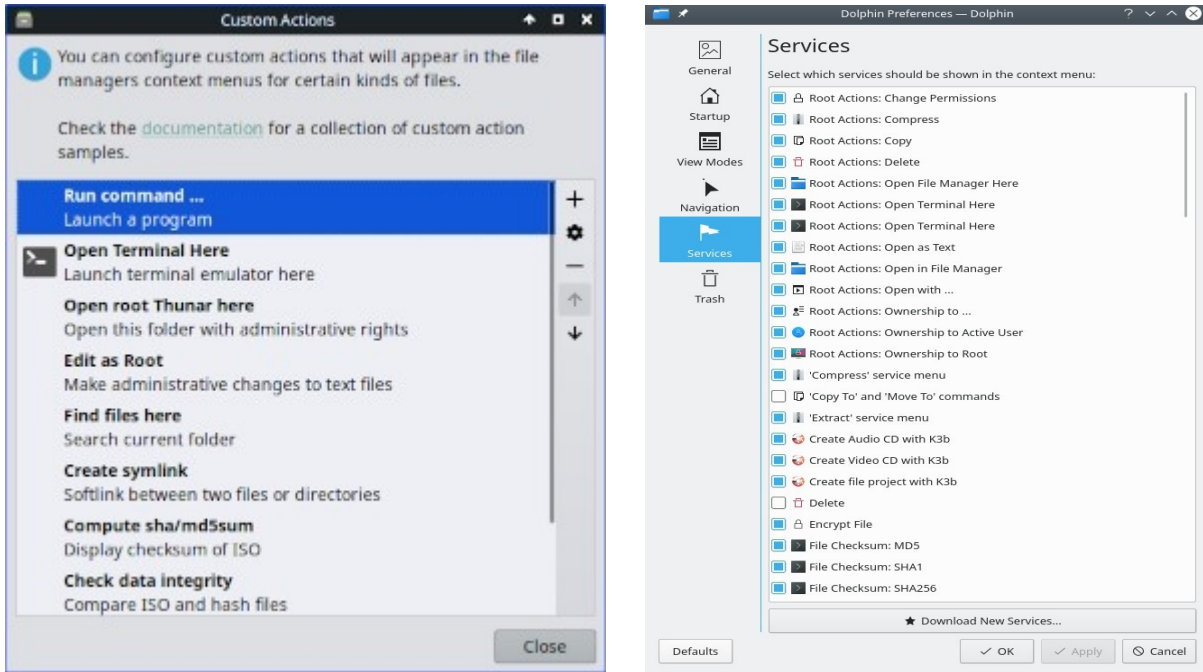 Custom Actions
You can configure custom actions that will appear in the file
managers context menus for certain kinds of files.
Check the documentation for a collection of custom action
samples.
Run command ...
Launch a program
Open Terminal Here
Launch terminal emulator here
Open root Thunar here
Open this folder with administrative rights
Edit as Root
Make administrative changes to text files
Find files here
Search current folder
Create symlink
Softlink between two files or directories
Compute sha/md5sum
Display checksum of ISO
Check data integrity
Compare ISO and hash files
Close
Dolphin Preferences — Dolphin
General
Startup
View Modes
Navigation
Services
Trash
Services
Select which services should be shown in the context menu:
Root Actions: Change Permissions
Root Actions: Compress
Root Actions: Copy
Root Actions: Delete
Root Actions: Open File Manager Here
Root Actions: Open Terminal Here
Root Actions: Open Terminal Here
Root Actions: Open as Text
Root Actions: Open in File Manager
Root Actions: Open with ...
Root Actions: Ownership to ...
Root Actions: Ownership to Active User
Root Actions: Ownership to Root
'Compress' service menu
'Copy To' and 'Move To' commands
'Extract' service menu
Create Audio CD with K3b
Create Video CD with K3b
Create file project with K3b
Delete
Encrypt File
File Checksum: MD5
File Checksum: SHA1
File Checksum: SHA256
Download New Services...
Defaults
OK
Apply
Cancel